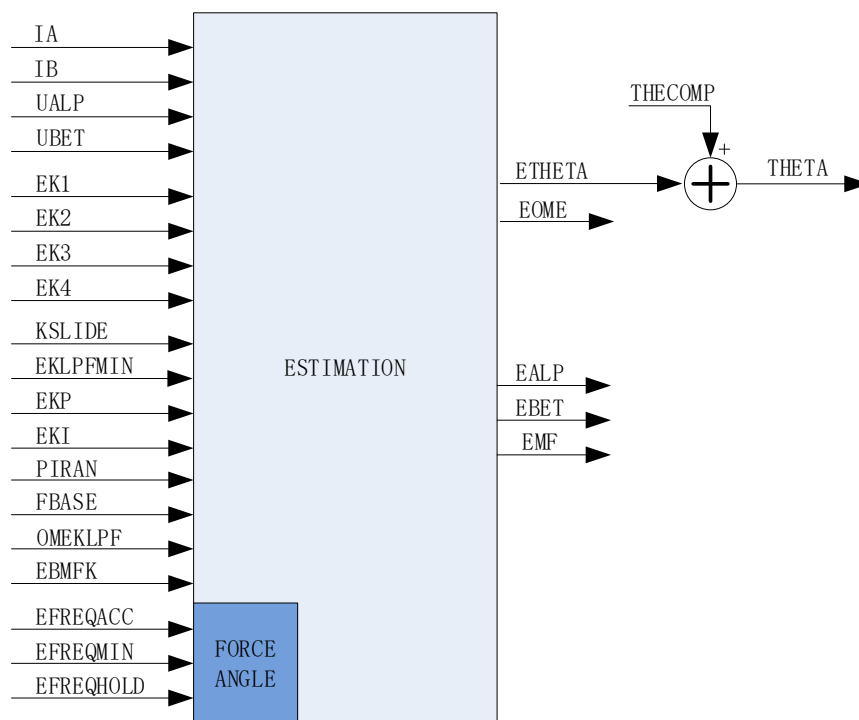 IA
IB
UALP
UBET
EK1
EK2
EK3
EK4
KSLIDE
EKLPFMIN
EKP
EKI
PIRAN
FBASE
OMEKLPF
EBMFK
EFREQACC
EFREQMIN
EFREQHOLD
ESTIMATION
FORCE
ANGLE
THECOMP
+
ETHETA
THETA
EOME
EALP
EBET
EMF